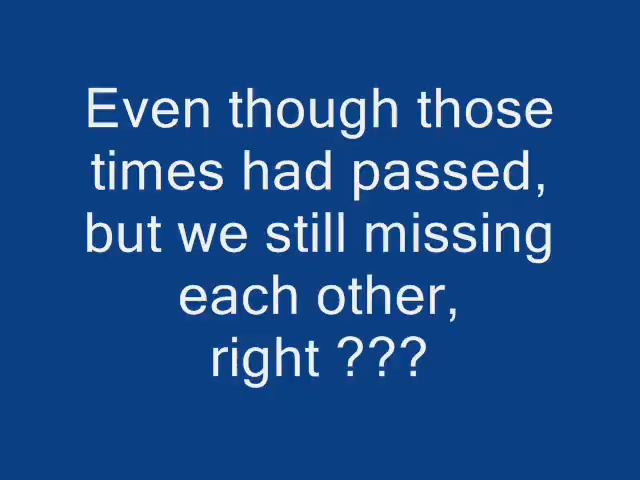 Even though those
times had passed,
but we still missing
each other,
right ???